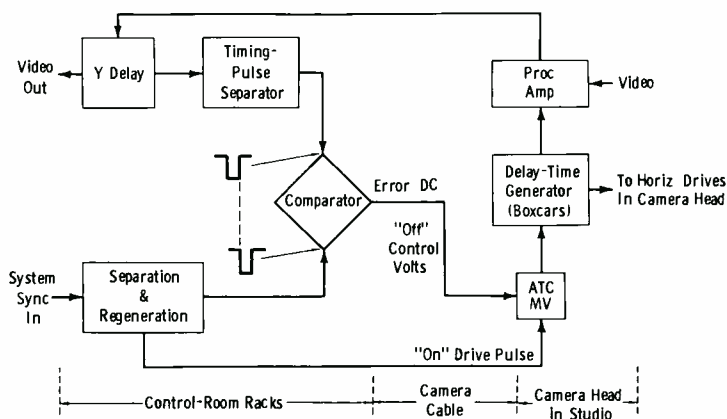 Video
Out
Y Delay
Timing-
Pulse
Separator
Proc
Amp
Video
Comparator
Error DC
"Off"
Control
Volts
Delay-Time
Generator
(Boxcars)
To Horiz Drives
In Camera Head
System
Sync
In
Separation
&
Regeneration
ATC
MV
"On" Drive Pulse
Control-Room Racks
Camera
Cable
Camera Head
in Studio